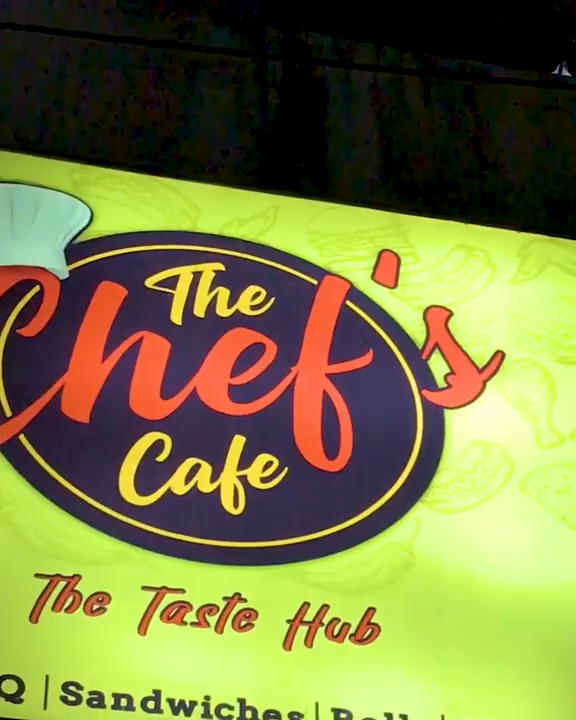 The
Chef's
Cafe
The Taste Hub
Q | Sandwiches |